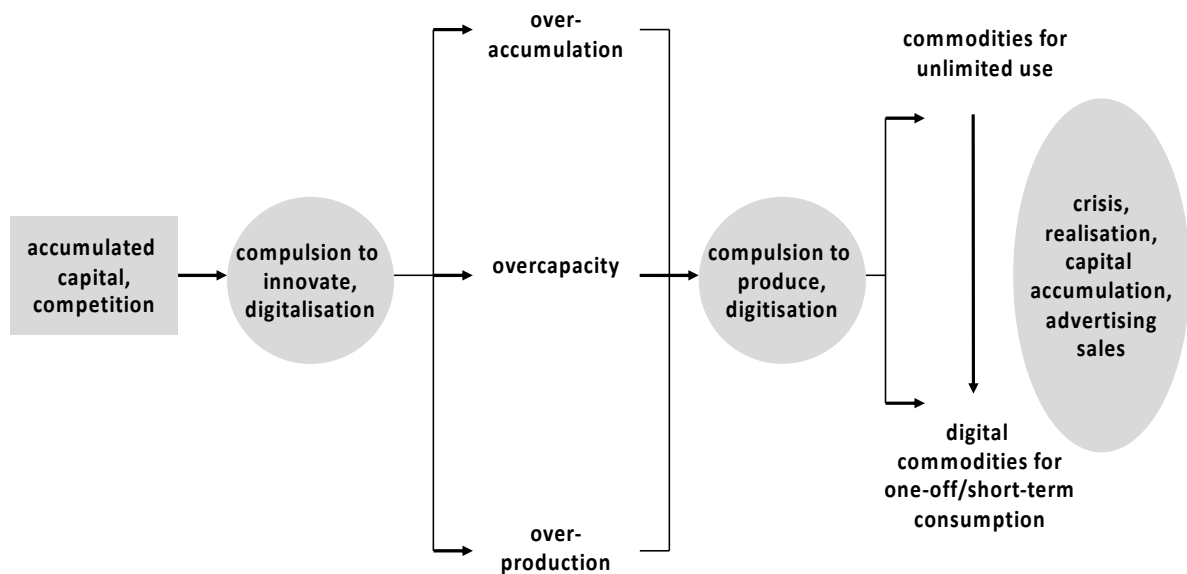 accumulated
capital,
competition
compulsion to
innovate,
digitalisation
over-
accumulation
overcapacity
over-
production
compulsion to
produce,
digitisation
commodities for
unlimited use
digital
commodities for
one-off/short-term
consumption
crisis,
realisation,
capital
accumulation,
advertising
sales